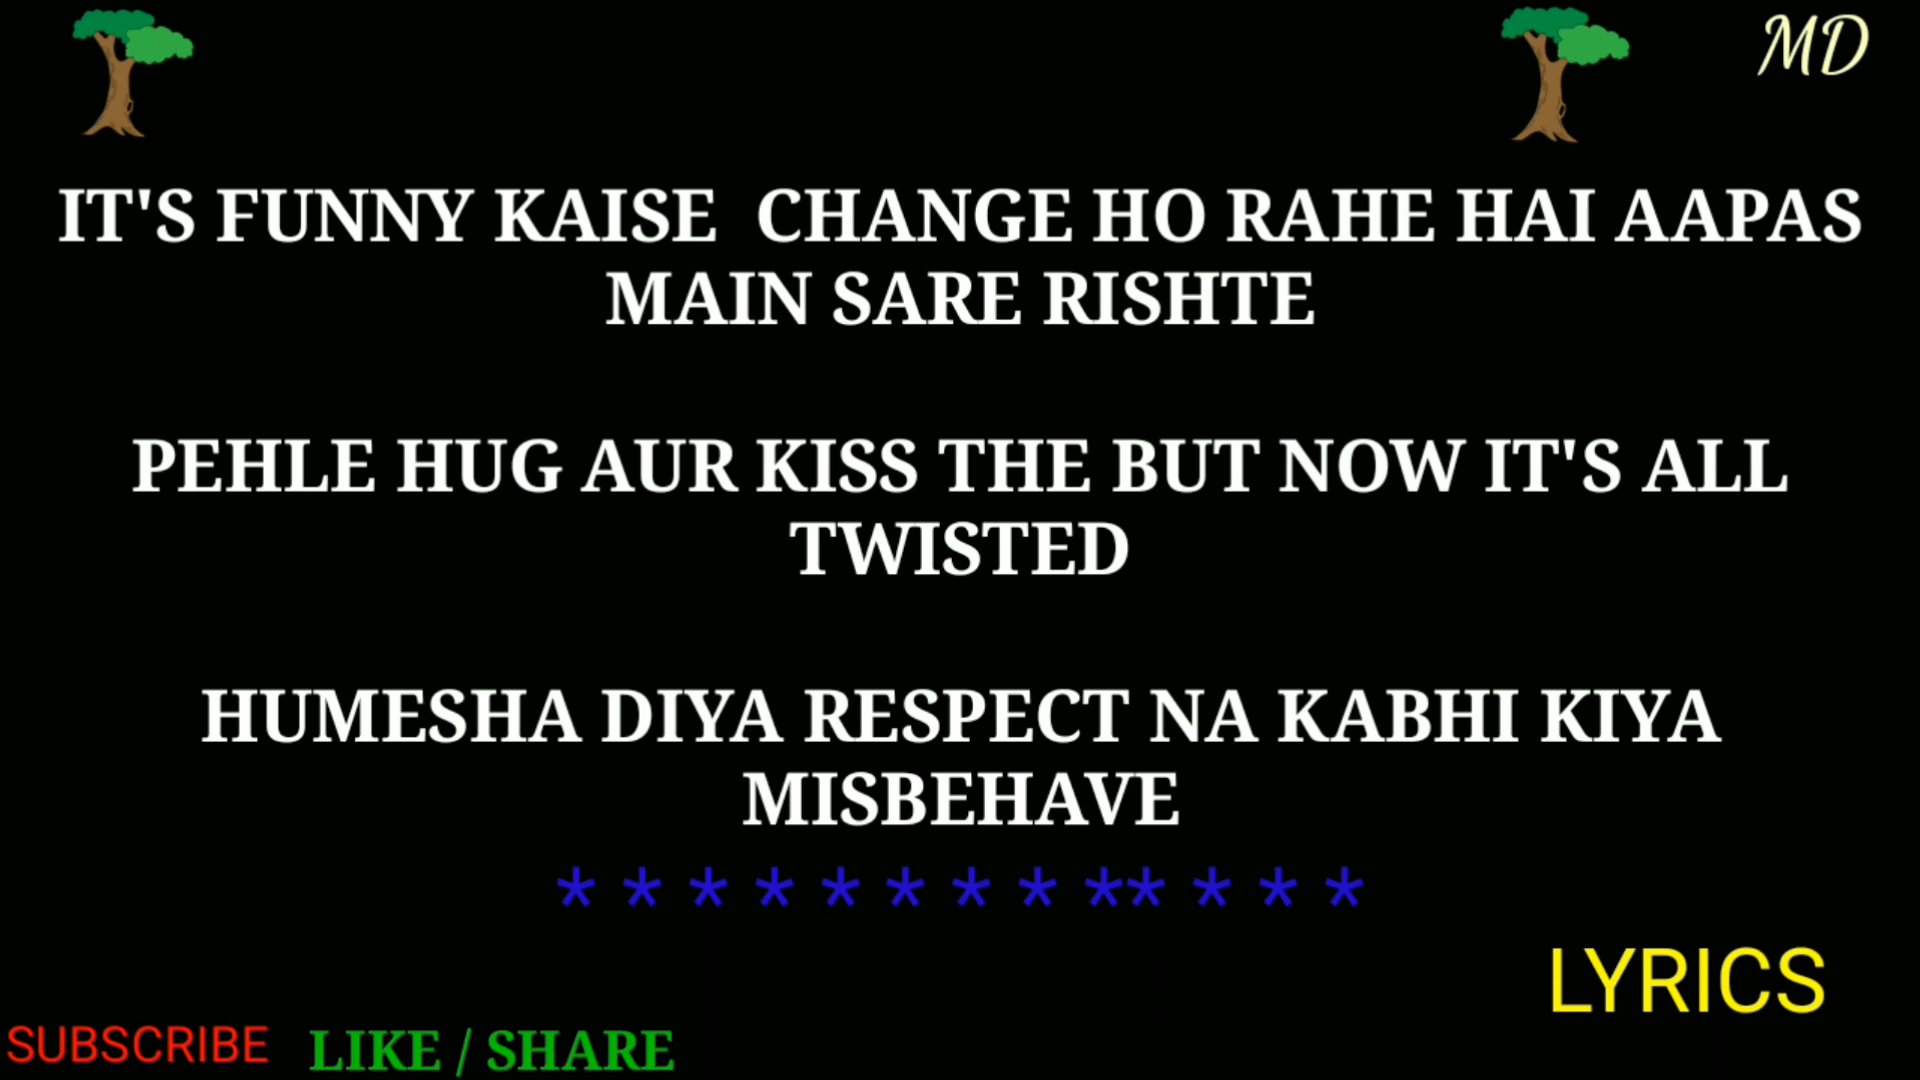 MD
IT'S FUNNY KAISE CHANGE HO RAHE HAI AAPAS
MAIN SARE RISHTE
PEHLE HUG AUR KISS THE BUT NOW IT'S ALL
TWISTED
HUMESHA DIYA RESPECT NA KABHI KIYA
MISBEHAVE
* * * * * * * * ** * * *
LYRICS
SUBSCRIBE LIKE / SHARE